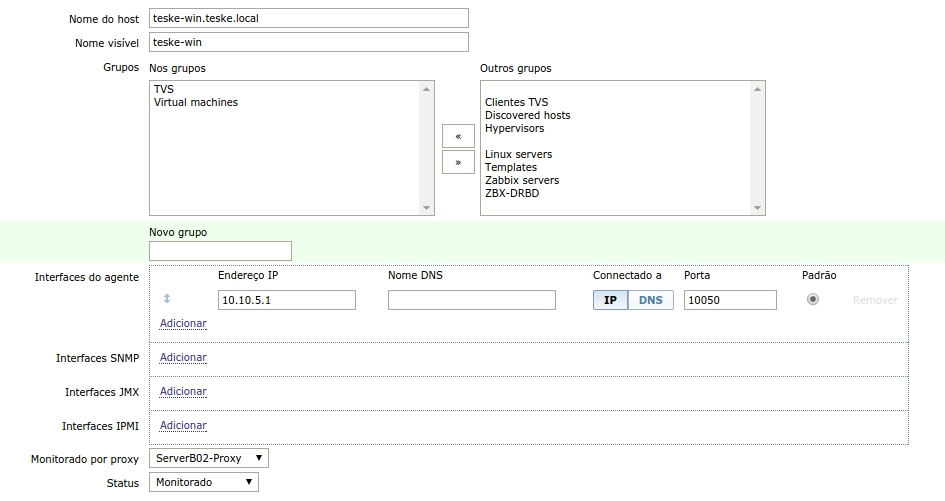 Nome do host teske-win.teske.local
Nome visível teske-win
Grupos Nos grupos Outros grupos
TVS
Virtual machines
«
»
Clientes TVS
Discovered hosts
Hypervisors
Linux servers
Templates
Zabbix servers
ZBX-DRBD
Novo grupo
Interfaces do agente Endereço IP Nome DNS Connectado a Porta Padrão
10.10.5.1 IP DNS 10050 Remover
Adicionar
Interfaces SNMP Adicionar
Interfaces JMX Adicionar
Interfaces IPMI Adicionar
Monitorado por proxy ServerB02-Proxy
Status Monitorado